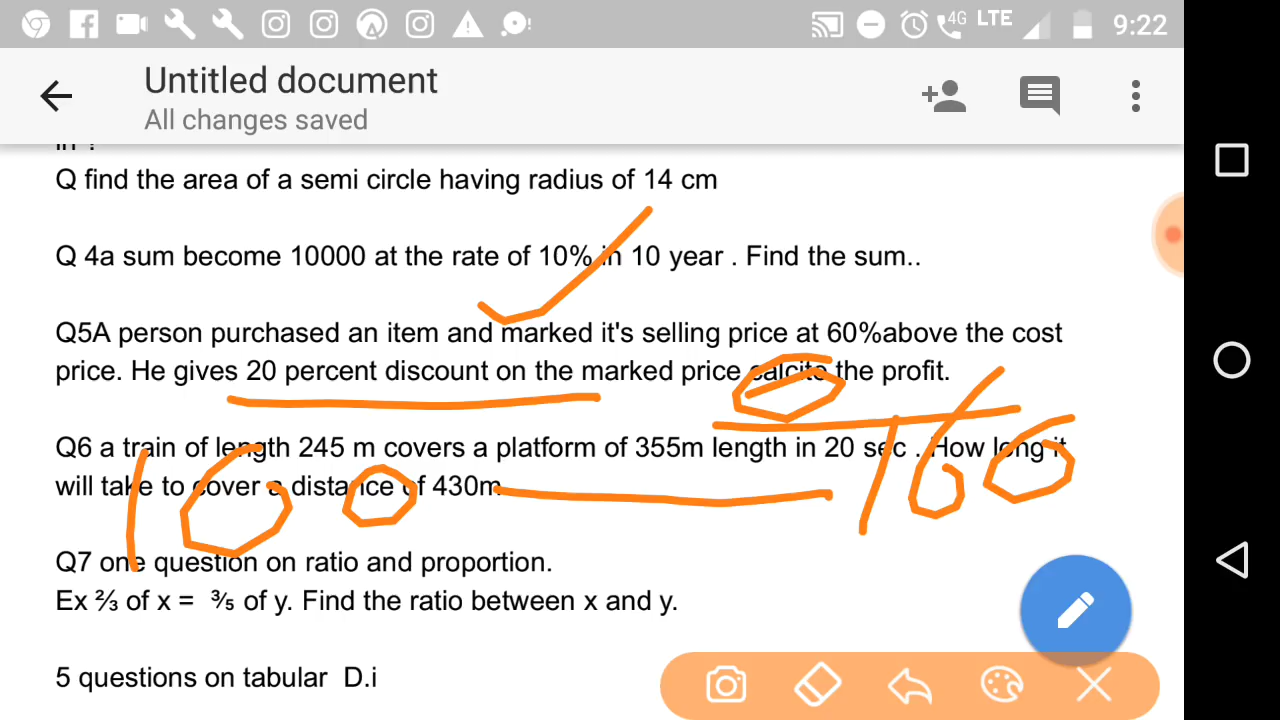 4G LTE 9:22
Untitled document
All changes saved
in ?
Q find the area of a semi circle having radius of 14 cm
Q 4a sum become 10000 at the rate of 10% in 10 year . Find the sum..
Q5A person purchased an item and marked it's selling price at 60%above the cost
price. He gives 20 percent discount on the marked price calcite the profit.
Q6 a train of length 245 m covers a platform of 355m length in 20 sec . How long it
will take to cover a distance of 430m
100 160
Q7 one question on ratio and proportion.
Ex ⅔ of x = ⅗ of y. Find the ratio between x and y.
5 questions on tabular D.i